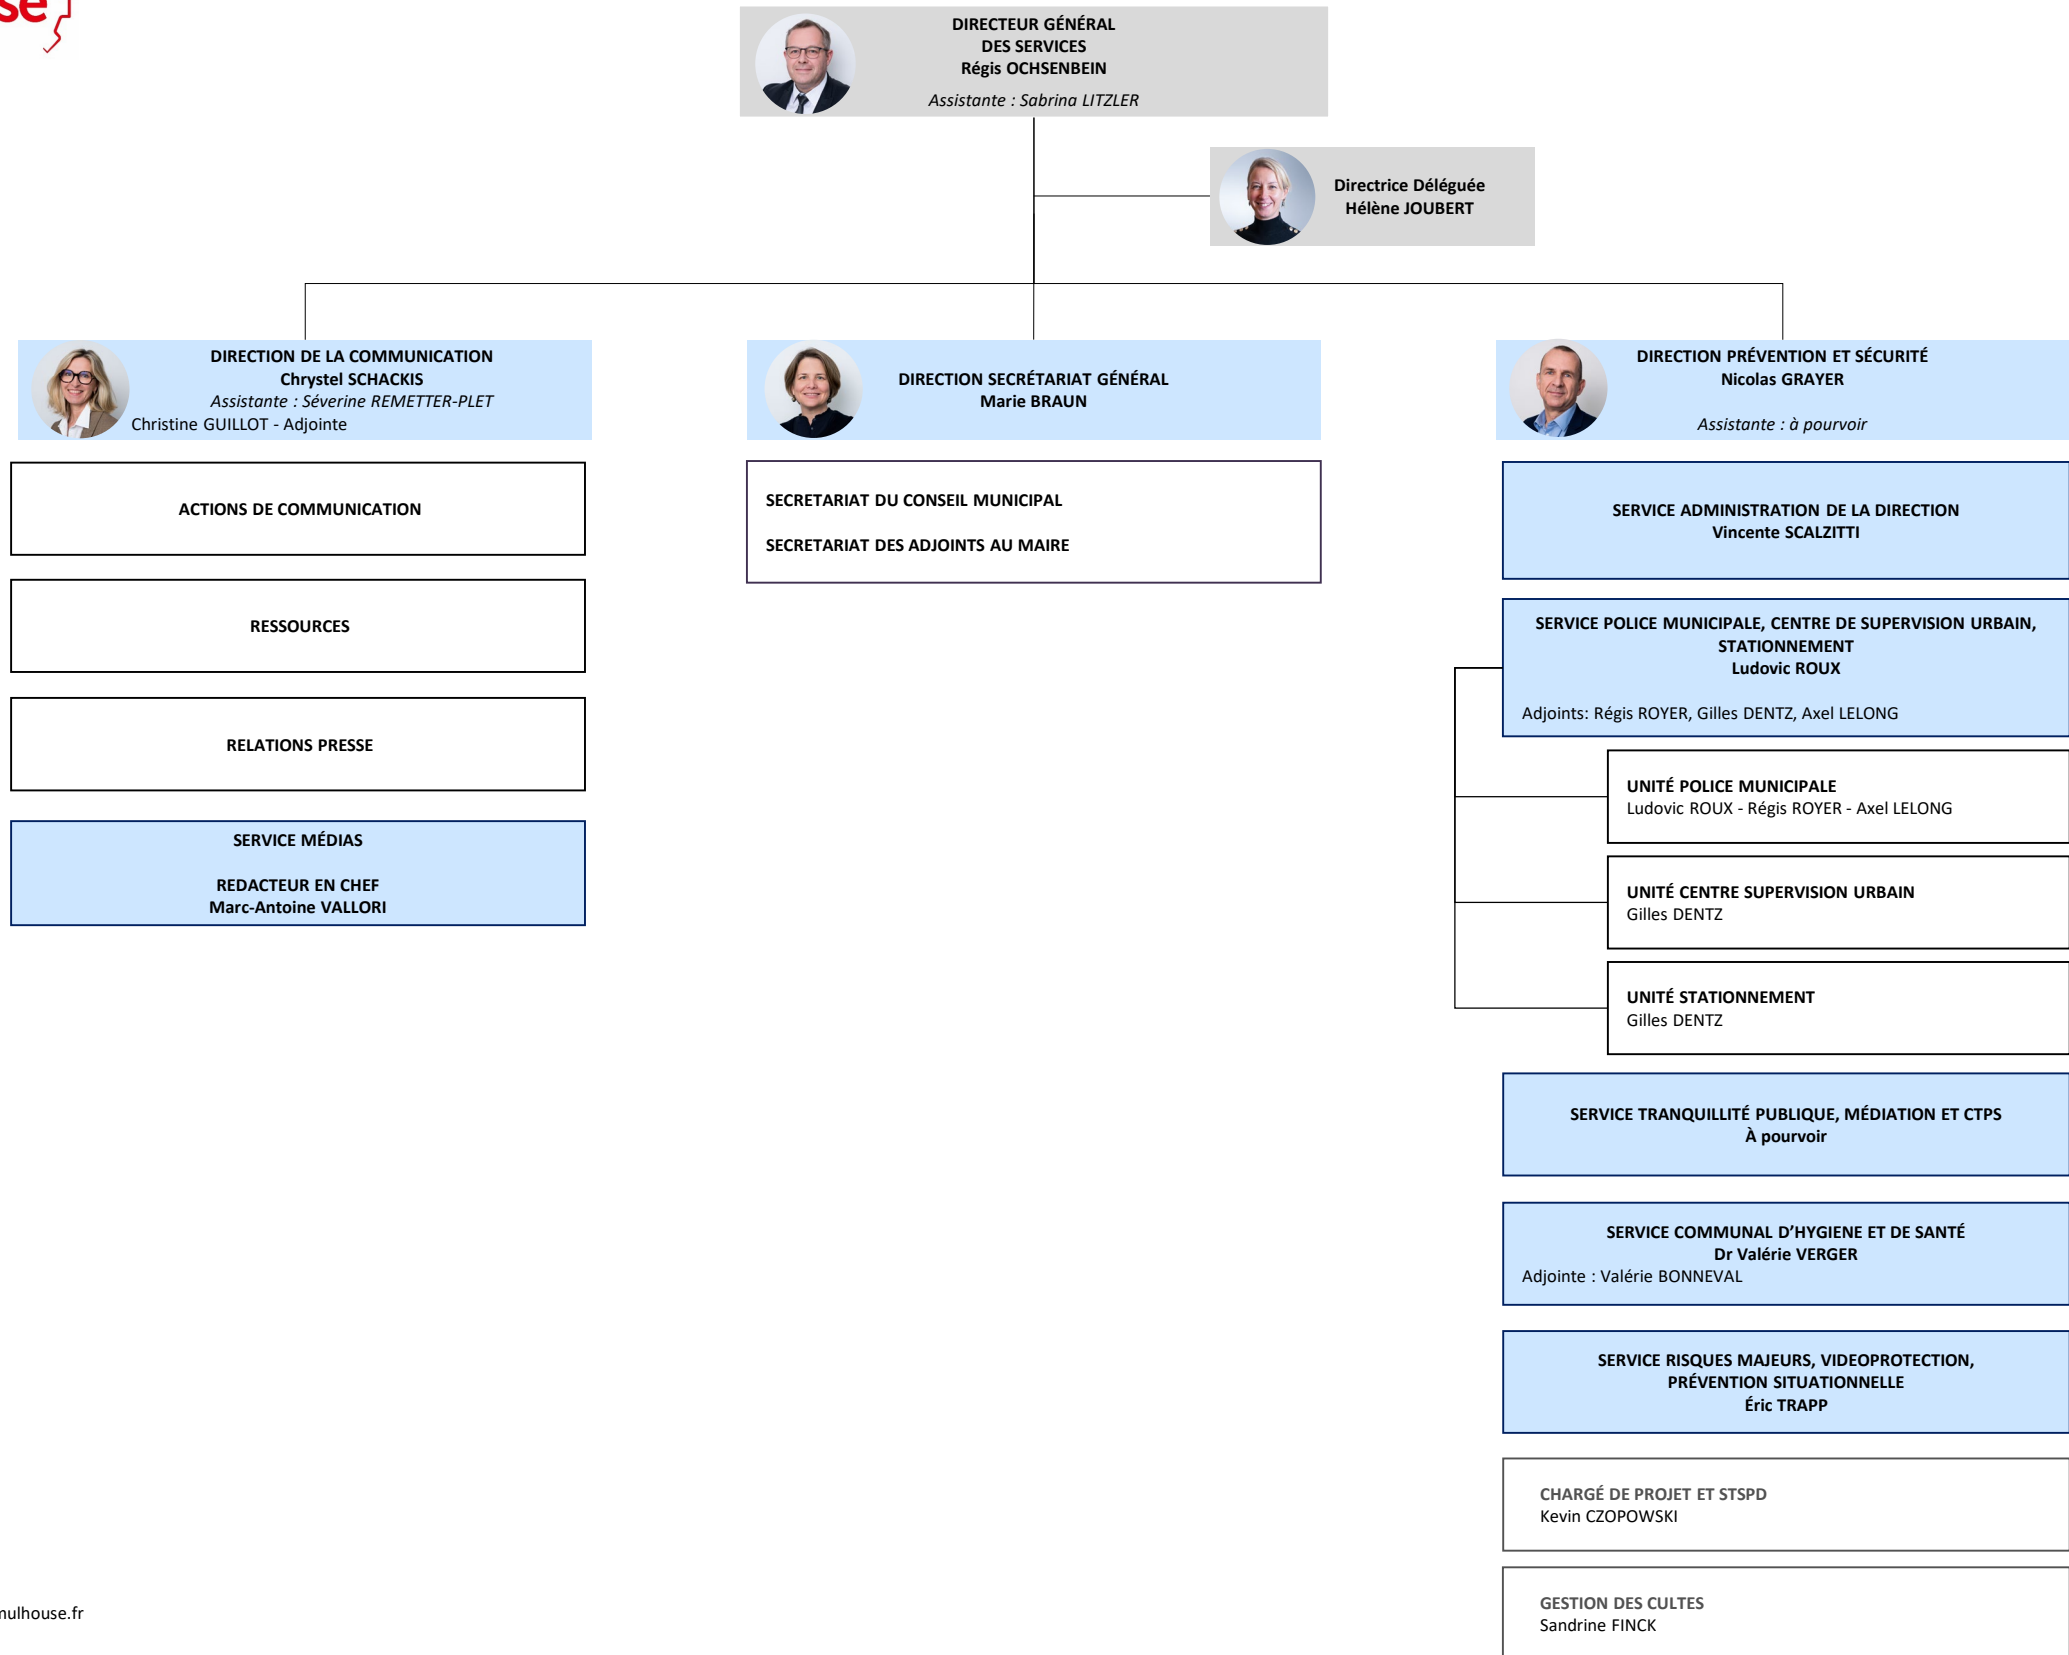 se
DIRECTEUR GÉNÉRAL
DES SERVICES
Régis OCHSENBEIN
Assistante : Sabrina LITZLER
Directrice Déléguée
Hélène JOUBERT
DIRECTION DE LA COMMUNICATION
Chrystel SCHACKIS
Assistante : Séverine REMETTER-PLET
Christine GUILLOT - Adjointe
ACTIONS DE COMMUNICATION
RESSOURCES
RELATIONS PRESSE
SERVICE MÉDIAS
REDACTEUR EN CHEF
Marc-Antoine VALLORI
DIRECTION SECRÉTARIAT GÉNÉRAL
Marie BRAUN
SECRETARIAT DU CONSEIL MUNICIPAL
SECRETARIAT DES ADJOINTS AU MAIRE
DIRECTION PRÉVENTION ET SÉCURITÉ
Nicolas GRAYER
Assistante : à pourvoir
SERVICE ADMINISTRATION DE LA DIRECTION
Vincente SCALZITTI
SERVICE POLICE MUNICIPALE, CENTRE DE SUPERVISION URBAIN,
STATIONNEMENT
Ludovic ROUX
Adjoints: Régis ROYER, Gilles DENTZ, Axel LELONG
UNITÉ POLICE MUNICIPALE
Ludovic ROUX - Régis ROYER - Axel LELONG
UNITÉ CENTRE SUPERVISION URBAIN
Gilles DENTZ
UNITÉ STATIONNEMENT
Gilles DENTZ
SERVICE TRANQUILLITÉ PUBLIQUE, MÉDIATION ET CTPS
À pourvoir
SERVICE COMMUNAL D’HYGIENE ET DE SANTÉ
Dr Valérie VERGER
Adjointe : Valérie BONNEVAL
SERVICE RISQUES MAJEURS, VIDEOPROTECTION,
PRÉVENTION SITUATIONNELLE
Éric TRAPP
CHARGÉ DE PROJET ET STSPD
Kevin CZOPOWSKI
GESTION DES CULTES
Sandrine FINCK
mulhouse.fr